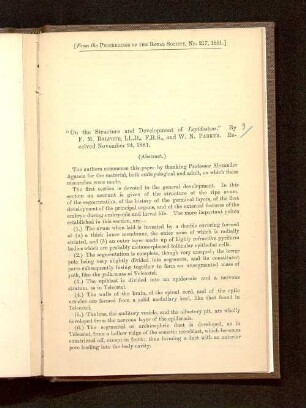 [From the PROCEEDINGS OF THE ROYAL SOCIETY, No. 217, 1881.]
"On the Structure and Development of Lepidosteus." By
F. M. BALFOUR, LL.D., F.R.S., and W. N. PARKER. Re-
ceived November 24, 1881.
(Abstract.)
The authors commence this paper by thanking Professor Alexander
Agassiz for the material, both embryological and adult, on which their
researches were made.
The first section is devoted to the general development. In this
section an account is given of the structure of the ripe ovum,
of the segmentation, of the history of the germinal layers, of the first
development of the principal organs, and of the external features of the
embryo during embryonic and larval life. The more important points
established in this section, are—
(1.) The ovum when laid is invested by a double covering formed
of (a) a thick inner membrane, the outer zone of which is radially
striated, and (b) an outer layer made up of highly refractive pyriform
bodies which are probably metamorphosed follicular epithelial cells.
(2.) The segmentation is complete, though very unequal, the lower
pole being very slightly divided into segments, and its constituent
parts subsequently fusing together to form an unsegmented mass of
yolk, like the yolk mass of Teleostei.
(3.) The epiblast is divided into an epidermic and a nervous
stratum, as in Teleostei.
(4.) The walls of the brain, of the spinal cord, and of the optic
vesicles are formed from a solid medullary keel, like that found in
Teleostei.
(5.) The lens, the auditory vesicle, and the olfactory pit, are wholly
developed from the nervous layer of the epidermis.
(6.) The segmental or archinephric duct is developed, as in
Teleostei, from a hollow ridge of the somatic mesoblast, which becomes
constricted off, except in front; thus forming a duct with an anterior
pore leading into the body cavity.